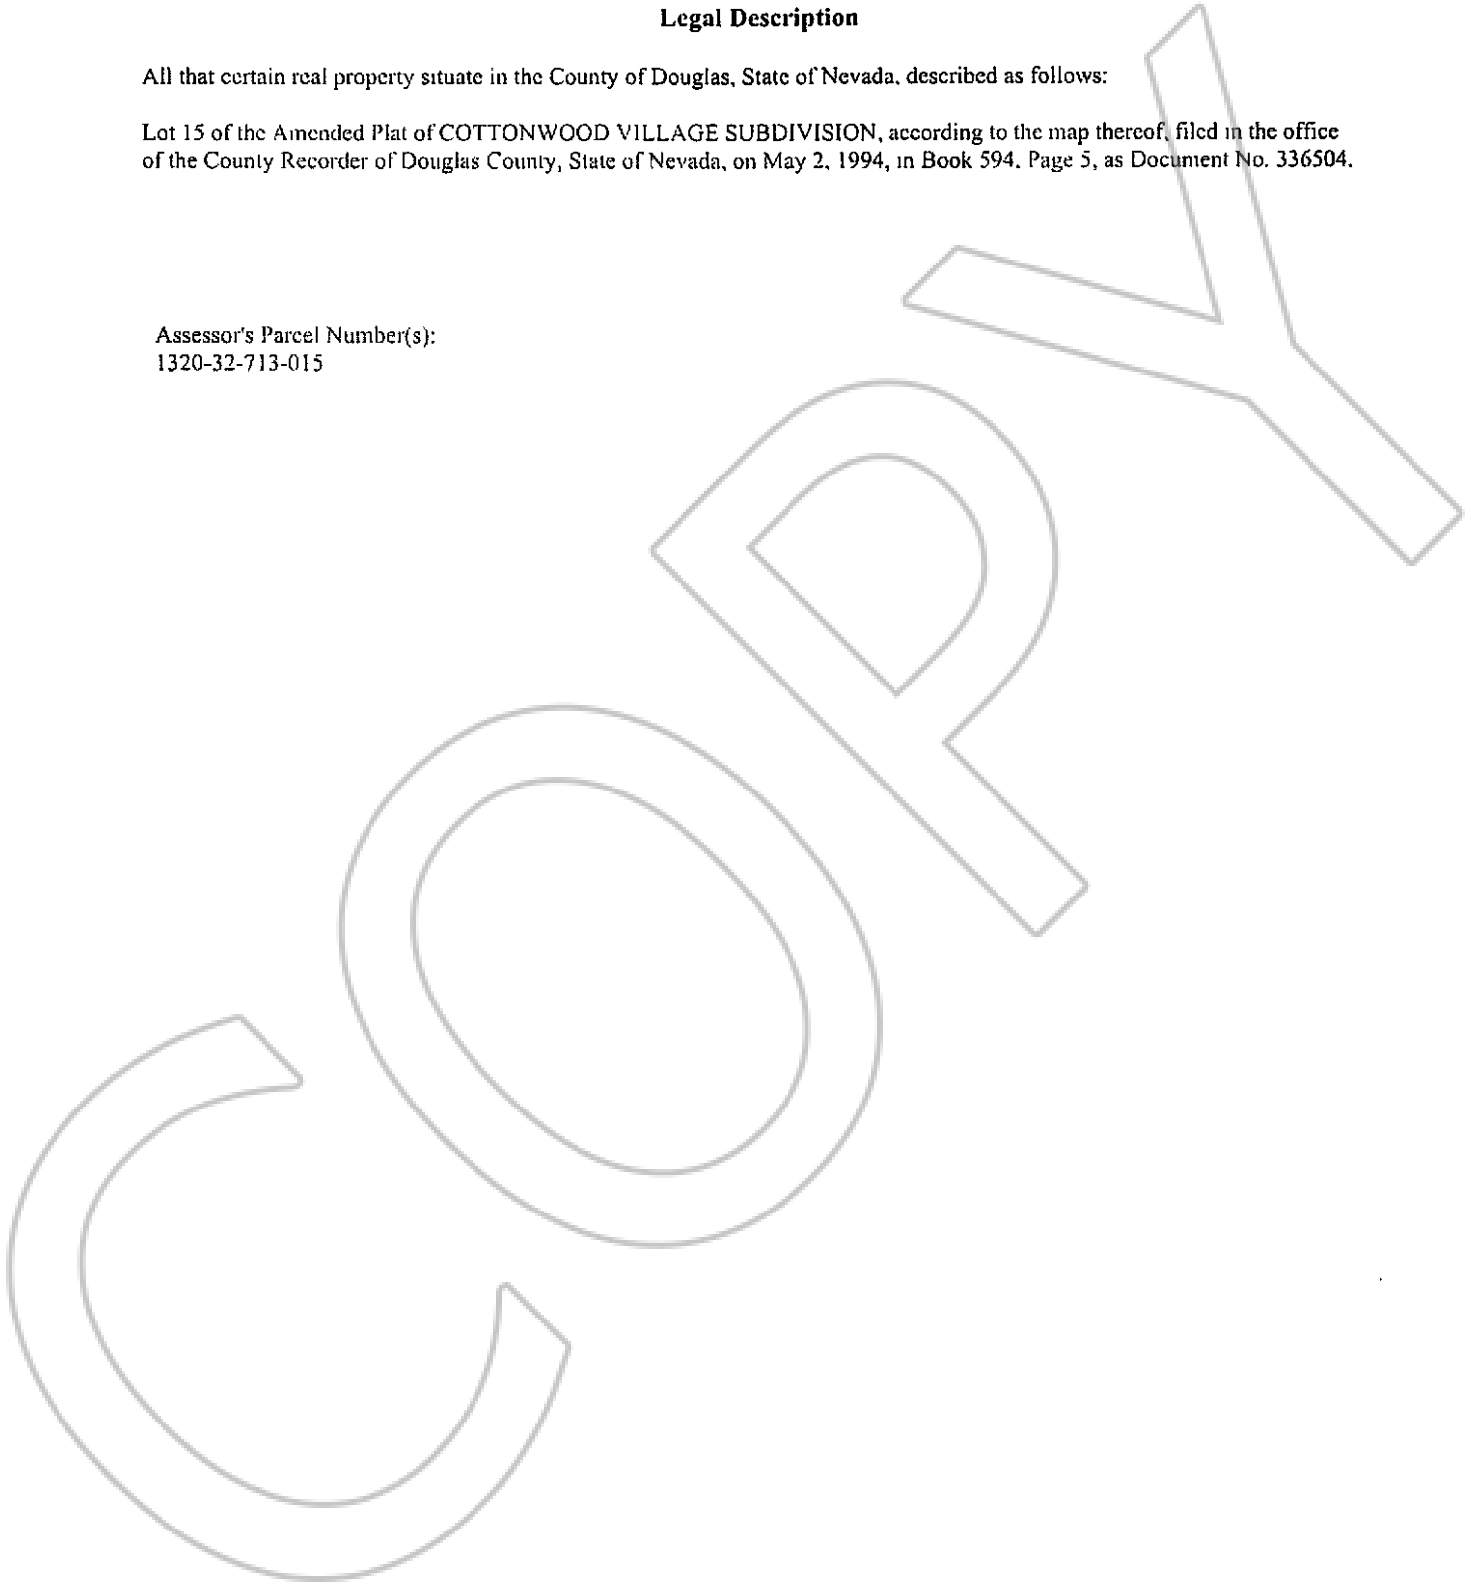 Legal Description
All that certain real property situate in the County of Douglas, State of Nevada, described as follows:
Lot 15 of the Amended Plat of COTTONWOOD VILLAGE SUBDIVISION, according to the map thereof, filed in the office
of the County Recorder of Douglas County, State of Nevada, on May 2, 1994, in Book 594. Page 5, as Document No. 336504.
Assessor's Parcel Number(s):
1320-32-713-015
COPY